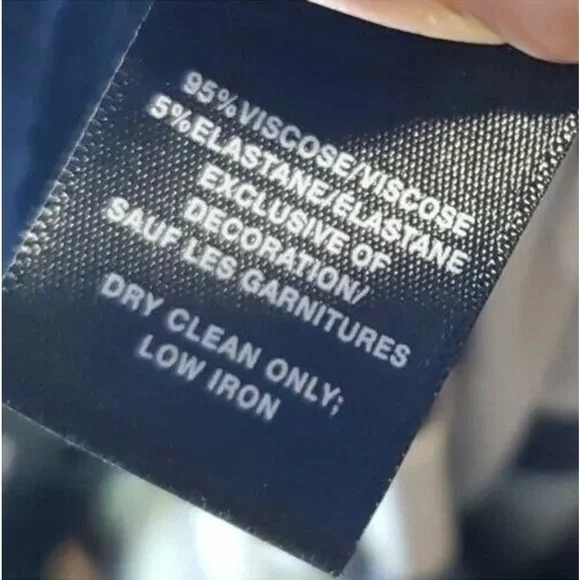 95%VISCOSE/VISCOSE
5%ELASTANE/ELASTANE
EXCLUSIVE OF
DECORATION/
SAUF LES GARNITURES
DRY CLEAN ONLY;
LOW IRON